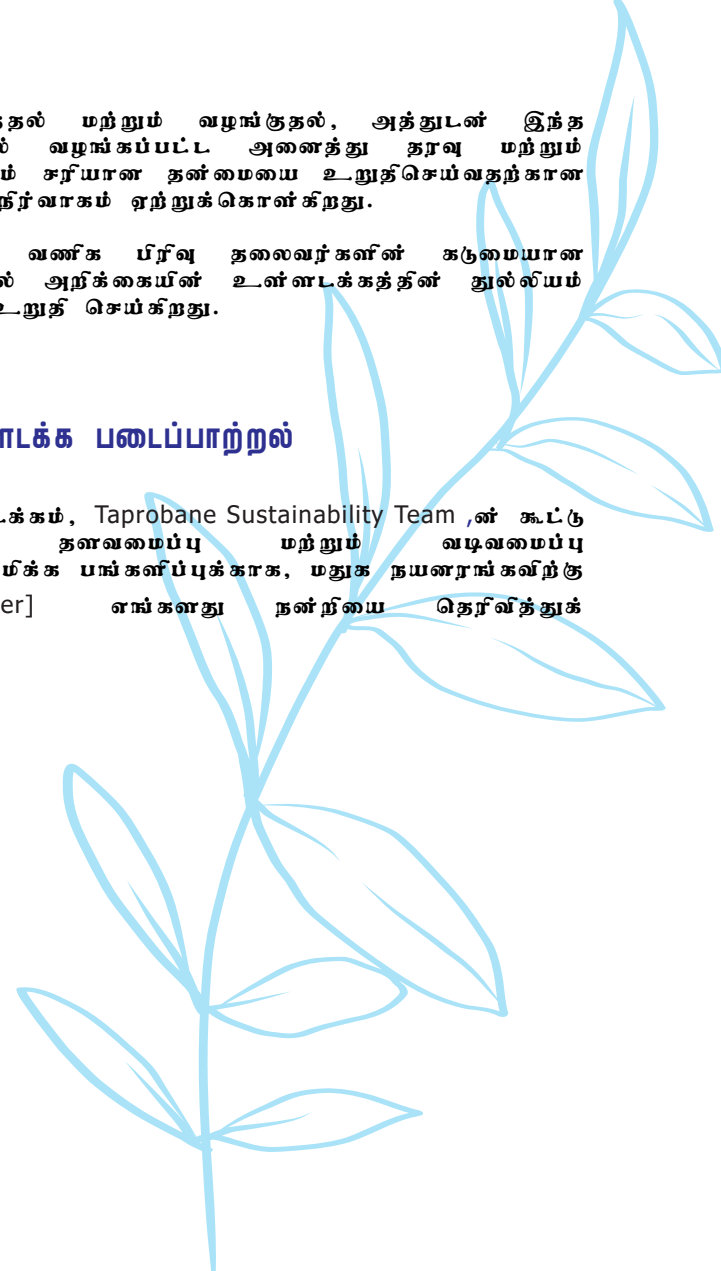 தல் மற்றும் வழங்குதல், அத்துடன் இந்த
வழங்கப்பட்ட அனைத்து தரவு மற்றும்
சரியான தன்மையை உறுதிசெய்வதற்கான
நிர்வாகம் ஏற்றுக்கொள்கிறது.
வணிக பிரிவு தலைவர்களின் கடுமையான
அறிக்கையின் உள்ளடக்கத்தின் துல்லியம்
உறுதி செய்கிறது.
டக்க படைப்பாற்றல்
டக்கம், Taprobane Sustainability Team ,ன் கூட்டு
தளவமைப்பு மற்றும் வடிவமைப்பு
மிக்க பங்களிப்புக்காக, மதுக நயனரங்கவிற்கு
er] எங்களது நன்றியை தெரிவித்துக்